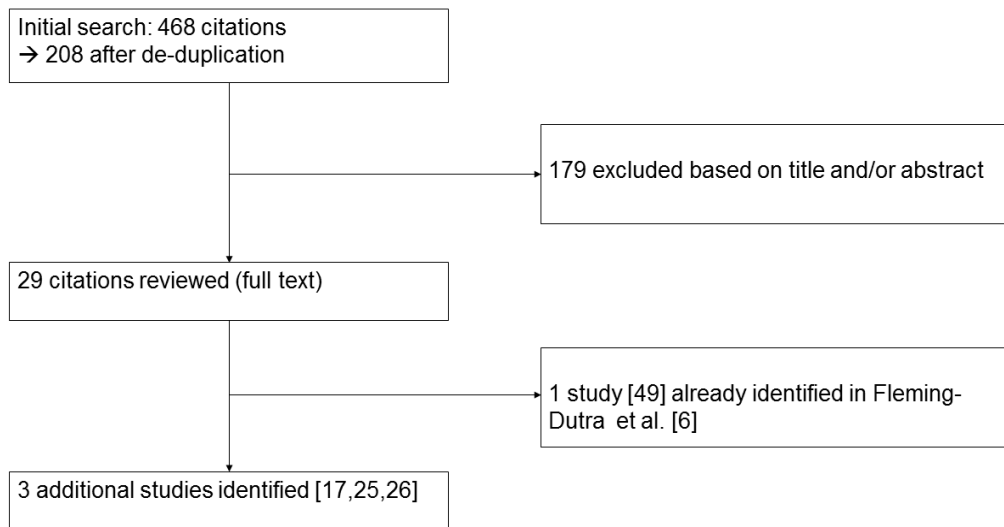 Initial search: 468 citations
→ 208 after de-duplication
179 excluded based on title and/or abstract
29 citations reviewed (full text)
1 study [49] already identified in Fleming-
Dutra et al. [6]
3 additional studies identified [17,25,26]